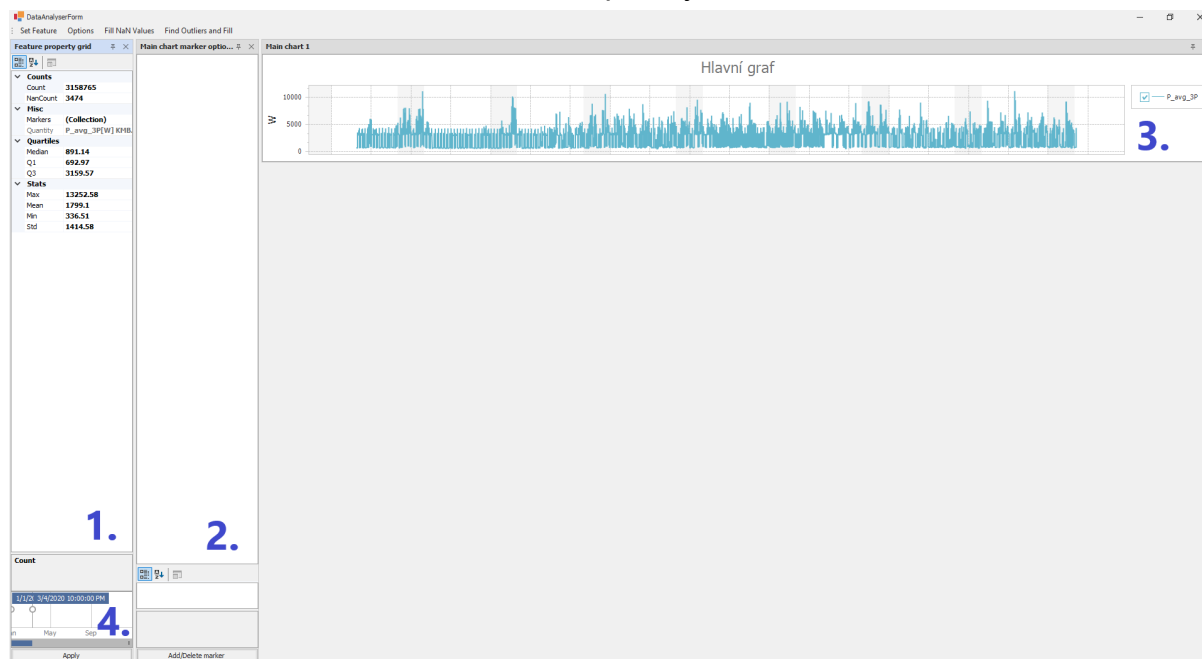 DataAnalyserForm
Set Feature Options Fill NaN Values Find Outliers and Fill
Feature property grid
Main chart marker optio...
Main chart 1
Counts
Count 3158765
NanCount 3474
Misc
Markers (Collection)
Quantity P_avg_3P[W] KMB.
Quartiles
Median 891.14
Q1 692.97
Q3 3159.57
Stats
Max 13252.58
Mean 1799.1
Min 336.51
Std 1414.58
1.
Count
1/1/2( 3/4/2020 10:00:00 PM
4.
May Sep
Apply
2.
Add/Delete marker
Hlavní graf
W
10000
5000
0
P_avg_3P
3.